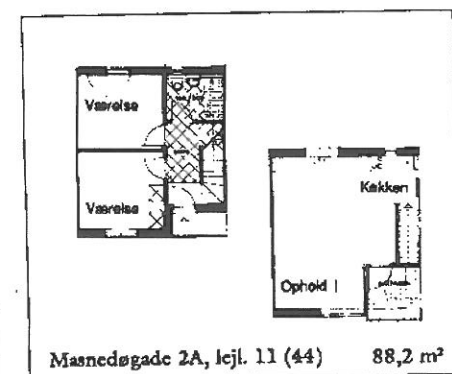 Værelse
Værelse
Køkken
Ophold
Masnedøgade 2A, lejl. 11 (44) 88,2 m²